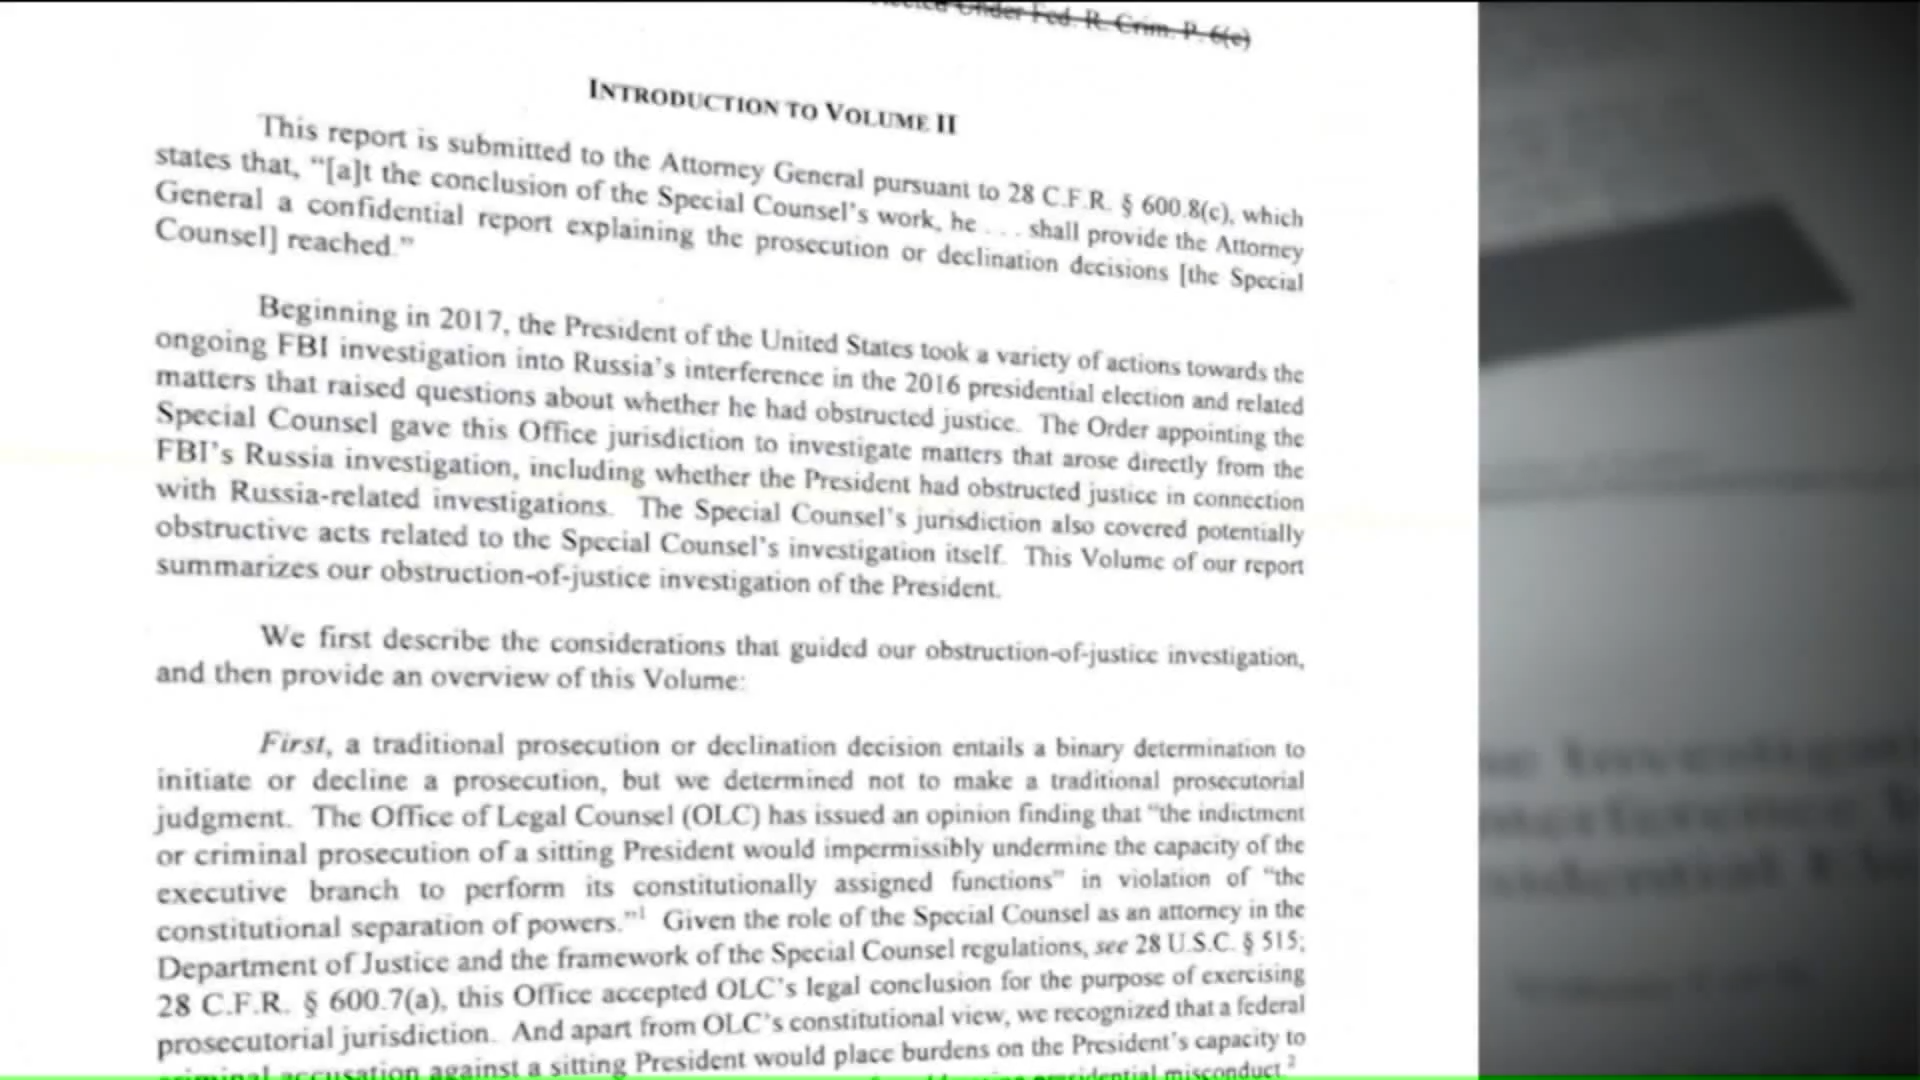 Under Fed. R. Crim. P. 6(e)
INTRODUCTION TO VOLUME II
This report is submitted to the Attorney General pursuant to 28 C.F.R. § 600.8(c), which
states that, “[a]t the conclusion of the Special Counsel’s work, he . . . shall provide the Attorney
General a confidential report explaining the prosecution or declination decisions [the Special
Counsel] reached.”
Beginning in 2017, the President of the United States took a variety of actions towards the
ongoing FBI investigation into Russia’s interference in the 2016 presidential election and related
matters that raised questions about whether he had obstructed justice. The Order appointing the
Special Counsel gave this Office jurisdiction to investigate matters that arose directly from the
FBI’s Russia investigation, including whether the President had obstructed justice in connection
with Russia-related investigations. The Special Counsel’s jurisdiction also covered potentially
obstructive acts related to the Special Counsel’s investigation itself. This Volume of our report
summarizes our obstruction-of-justice investigation of the President.
We first describe the considerations that guided our obstruction-of-justice investigation,
and then provide an overview of this Volume:
First, a traditional prosecution or declination decision entails a binary determination to
initiate or decline a prosecution, but we determined not to make a traditional prosecutorial
judgment. The Office of Legal Counsel (OLC) has issued an opinion finding that “the indictment
or criminal prosecution of a sitting President would impermissibly undermine the capacity of the
executive branch to perform its constitutionally assigned functions” in violation of “the
constitutional separation of powers.”1 Given the role of the Special Counsel as an attorney in the
Department of Justice and the framework of the Special Counsel regulations, see 28 U.S.C. § 515;
28 C.F.R. § 600.7(a), this Office accepted OLC’s legal conclusion for the purpose of exercising
prosecutorial jurisdiction. And apart from OLC’s constitutional view, we recognized that a federal
criminal accusation against a sitting President would place burdens on the President’s capacity to
presidential misconduct.2